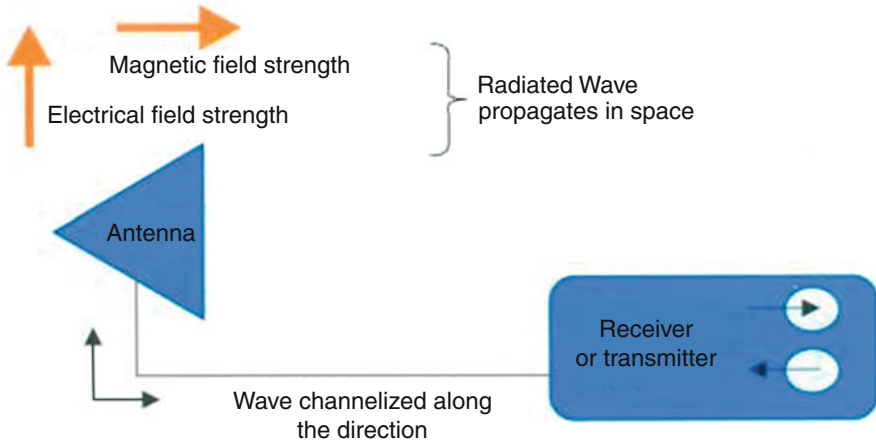 Magnetic field strength
Electrical field strength
Radiated Wave
propagates in space
Antenna
Receiver
or transmitter
Wave channelized along
the direction